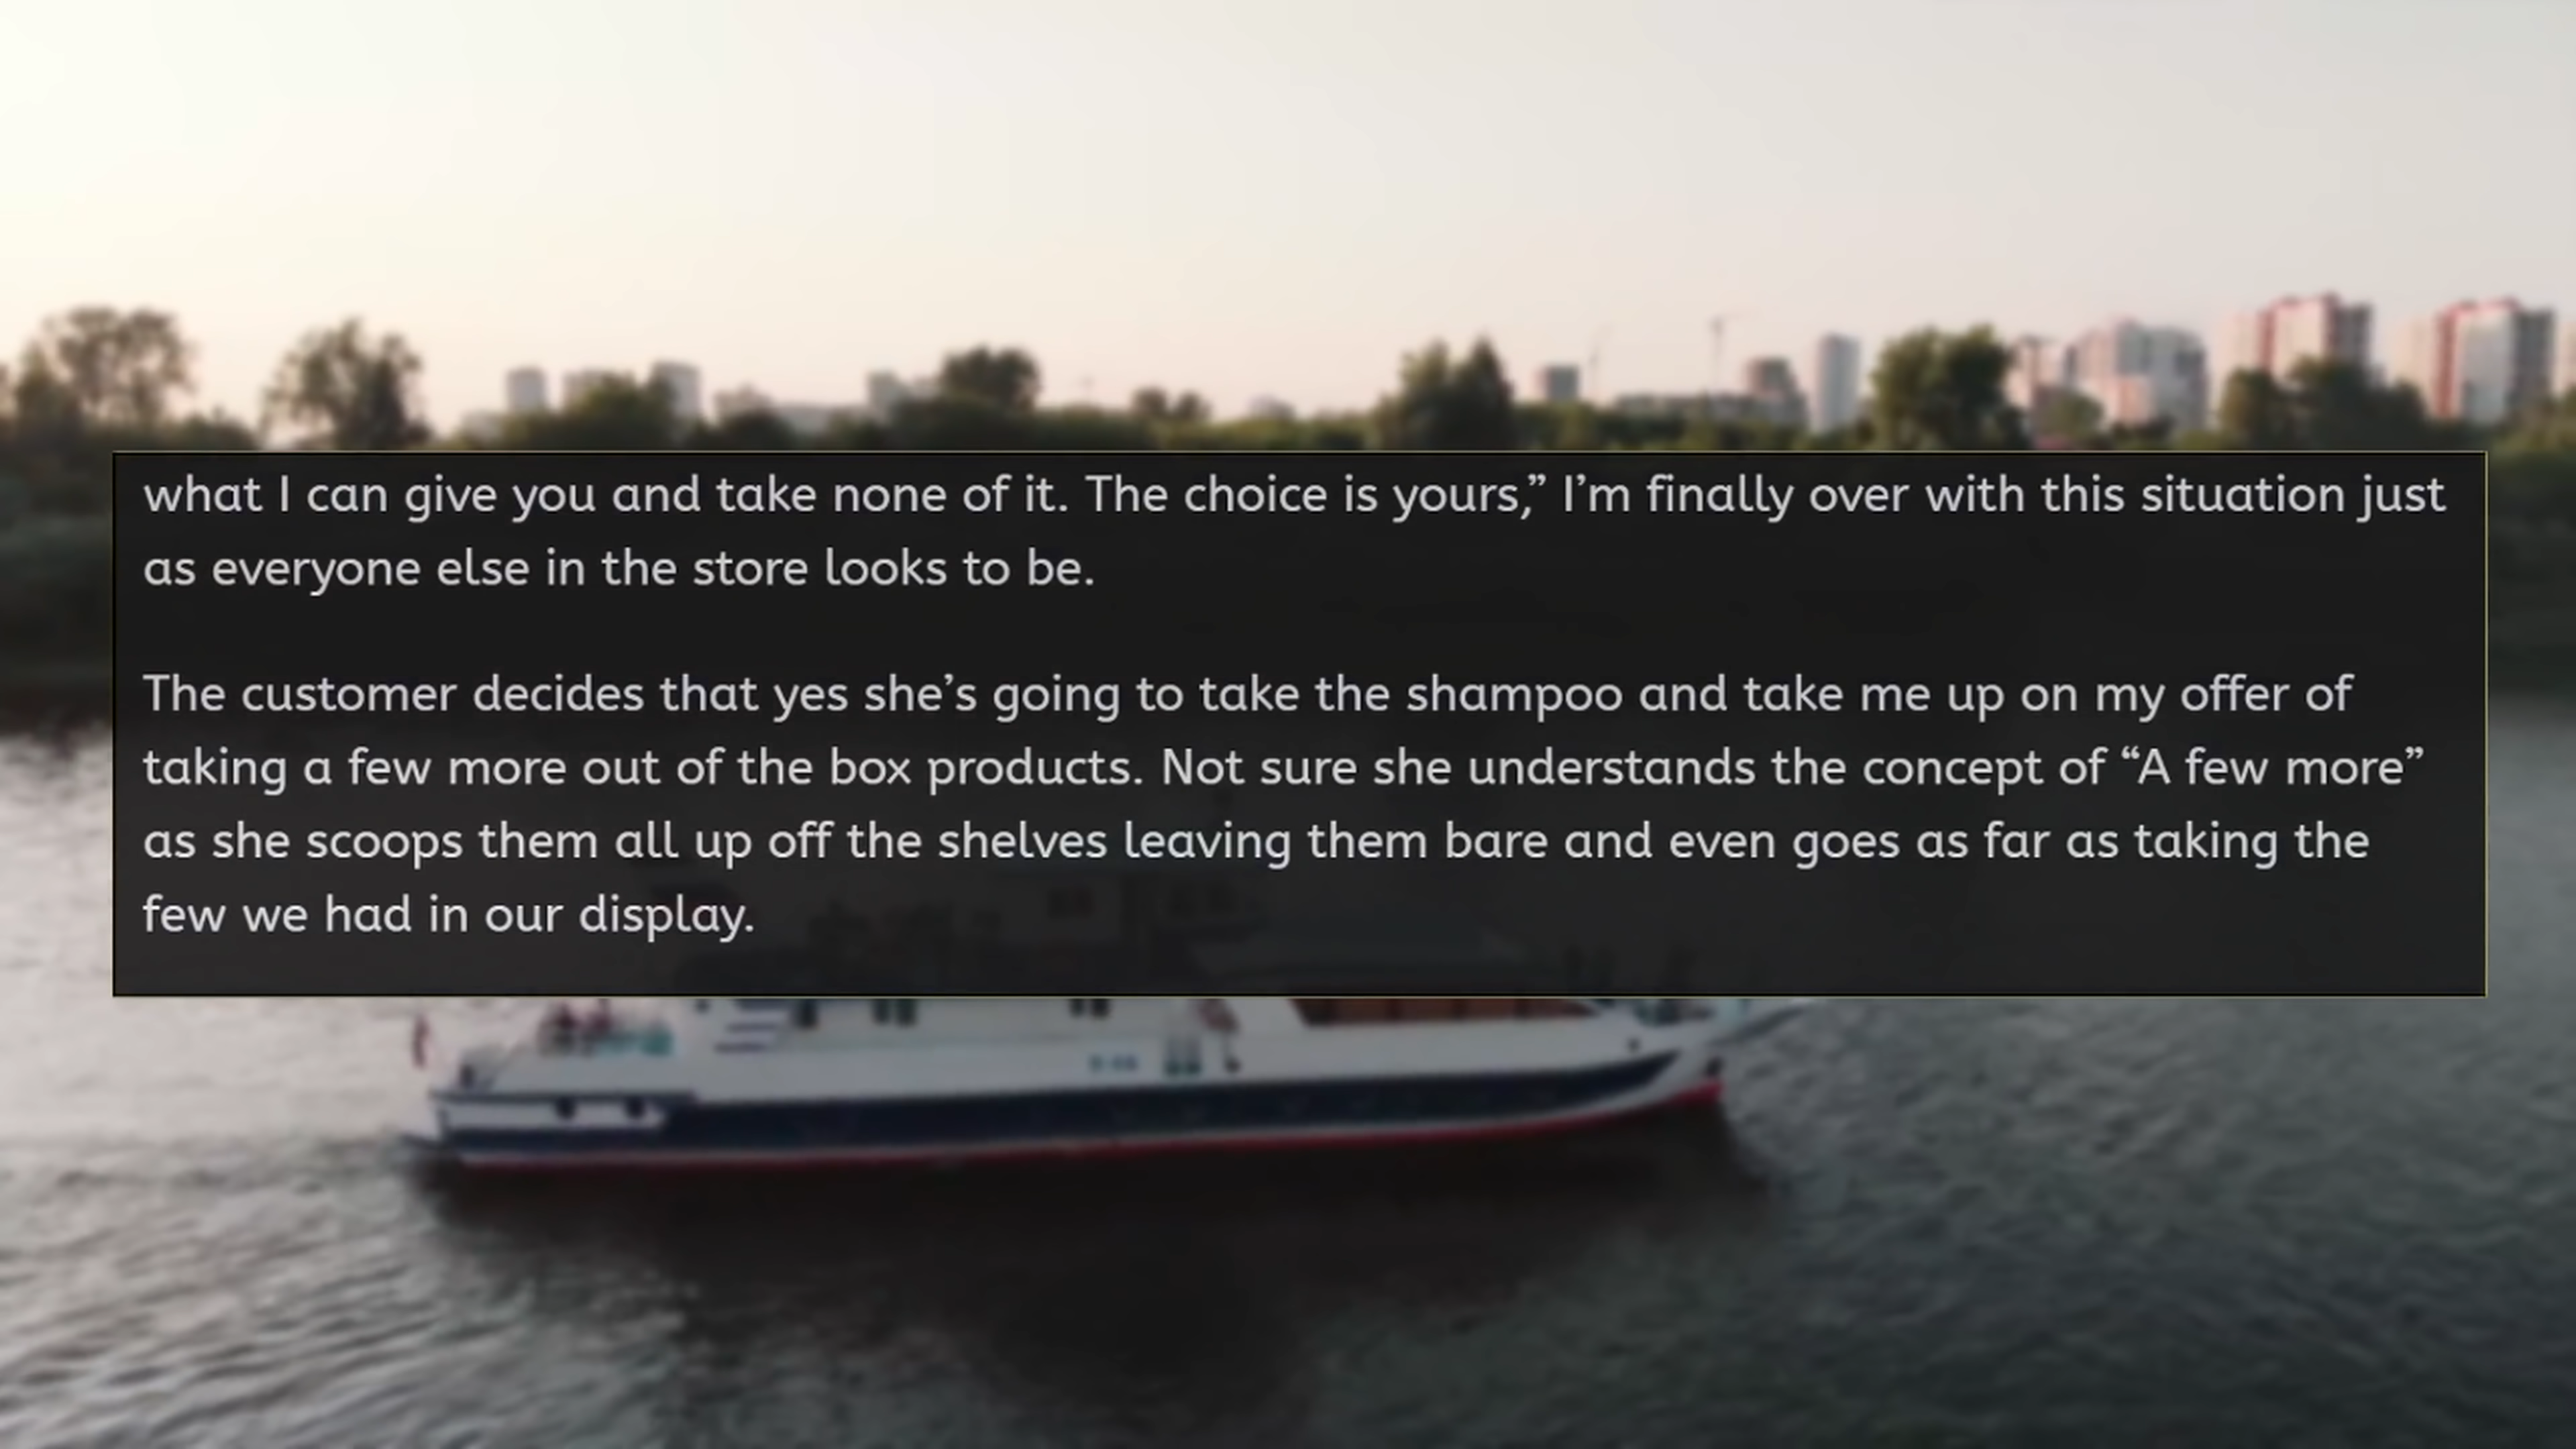 what I can give you and take none of it. The choice is yours,” I’m finally over with this situation just
as everyone else in the store looks to be.
The customer decides that yes she’s going to take the shampoo and take me up on my offer of
taking a few more out of the box products. Not sure she understands the concept of “A few more”
as she scoops them all up off the shelves leaving them bare and even goes as far as taking the
few we had in our display.